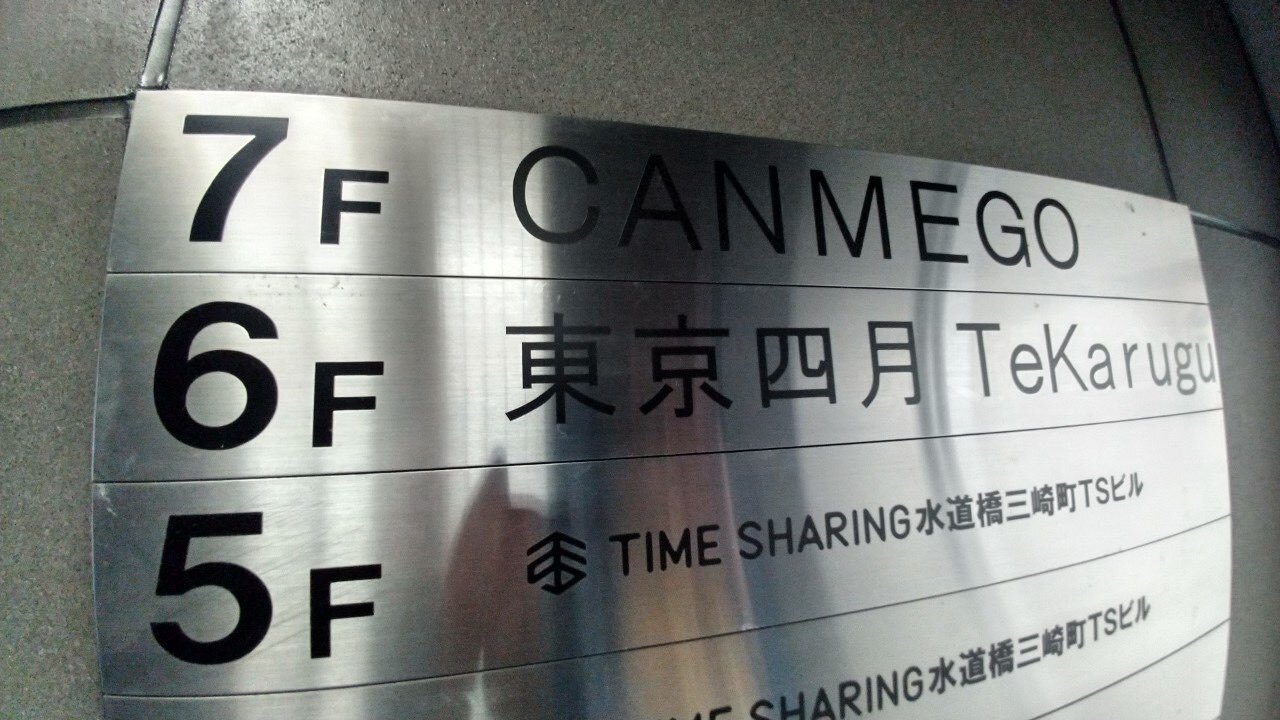 7F CANMEGO
6F 東京四月 TeKarugu
5F TIME SHARING水道橋三崎町TSビル
TIME SHARING水道橋三崎町TSビル